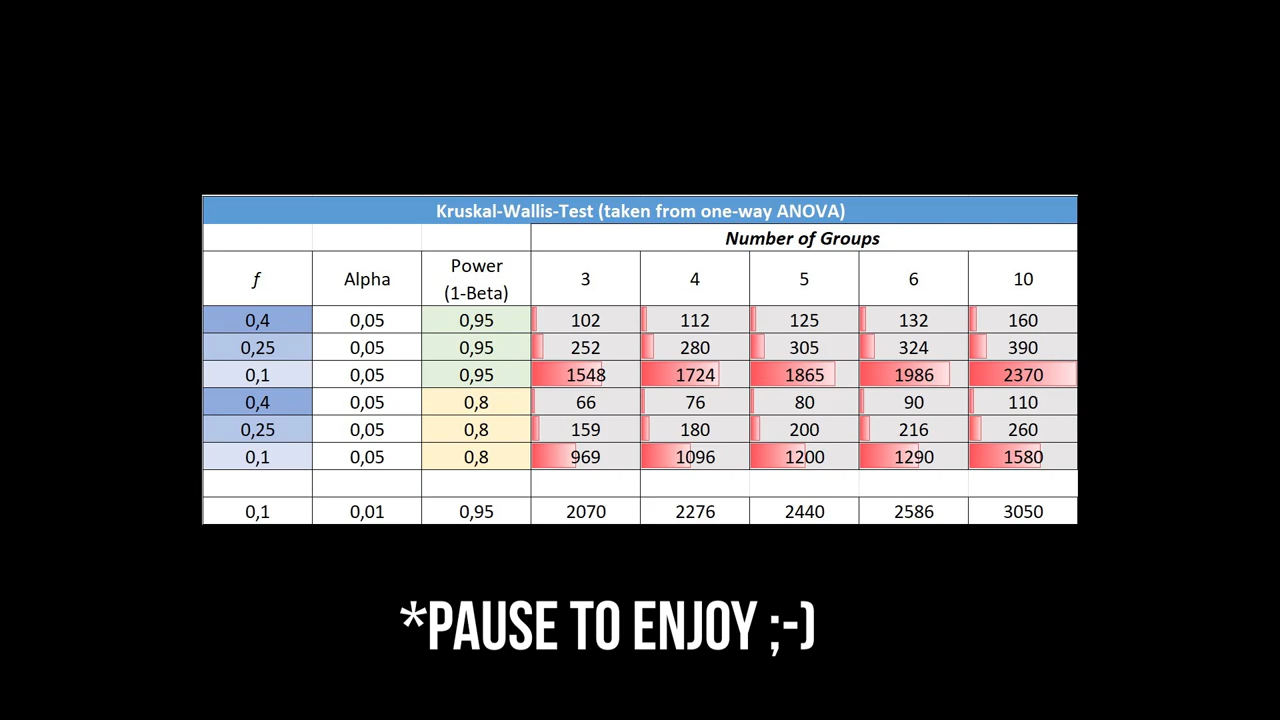 Kruskal-Wallis-Test (taken from one-way ANOVA)
Number of Groups
f Alpha Power (1-Beta) 3 4 5 6 10
0,4 0,05 0,95 102 112 125 132 160
0,25 0,05 0,95 252 280 305 324 390
0,1 0,05 0,95 1548 1724 1865 1986 2370
0,4 0,05 0,8 66 76 80 90 110
0,25 0,05 0,8 159 180 200 216 260
0,1 0,05 0,8 969 1096 1200 1290 1580
0,1 0,01 0,95 2070 2276 2440 2586 3050
*PAUSE TO ENJOY ;-)